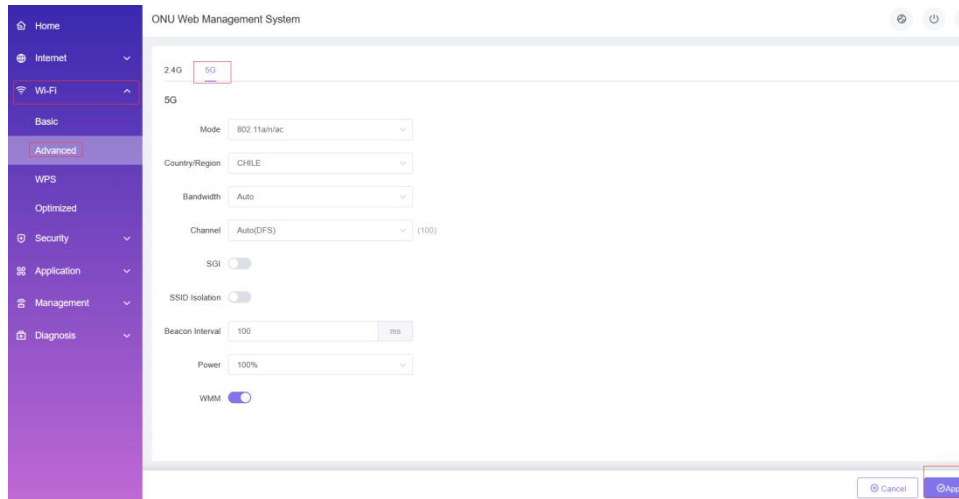 ONU Web Management System
Home
Internet
Wi-Fi
Basic
Advanced
WPS
Optimized
Security
Application
Management
Diagnosis
2.4G 5G
5G
Mode 802.11a/n/ac
Country/Region CHILE
Bandwidth Auto
Channel Auto(DFS) (100)
SGI
SSID Isolation
Beacon Interval 100 ms
Power 100%
WMM
Cancel App